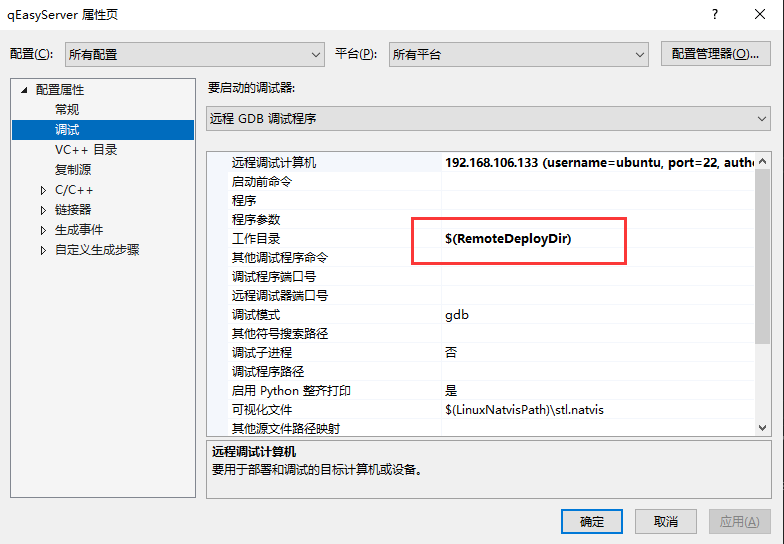 qEasyServer 属性页
配置(C): 所有配置 平台(P): 所有平台 配置管理器(O)...
配置属性
常规
调试
VC++ 目录
复制源
C/C++
链接器
生成事件
自定义生成步骤
要启动的调试器:
远程 GDB 调试程序
远程调试计算机 192.168.106.133 (username=ubuntu, port=22, authe
启动前命令
程序
程序参数
工作目录 $(RemoteDeployDir)
其他调试程序命令
调试程序端口号
远程调试器端口号
调试模式 gdb
其他符号搜索路径
调试子进程 否
调试程序路径
启用 Python 整齐打印 是
可视化文件 $(LinuxNatvisPath)\stl.natvis
其他源文件路径映射
远程调试计算机
要用于部署和调试的目标计算机或设备。
确定 取消 应用(A)